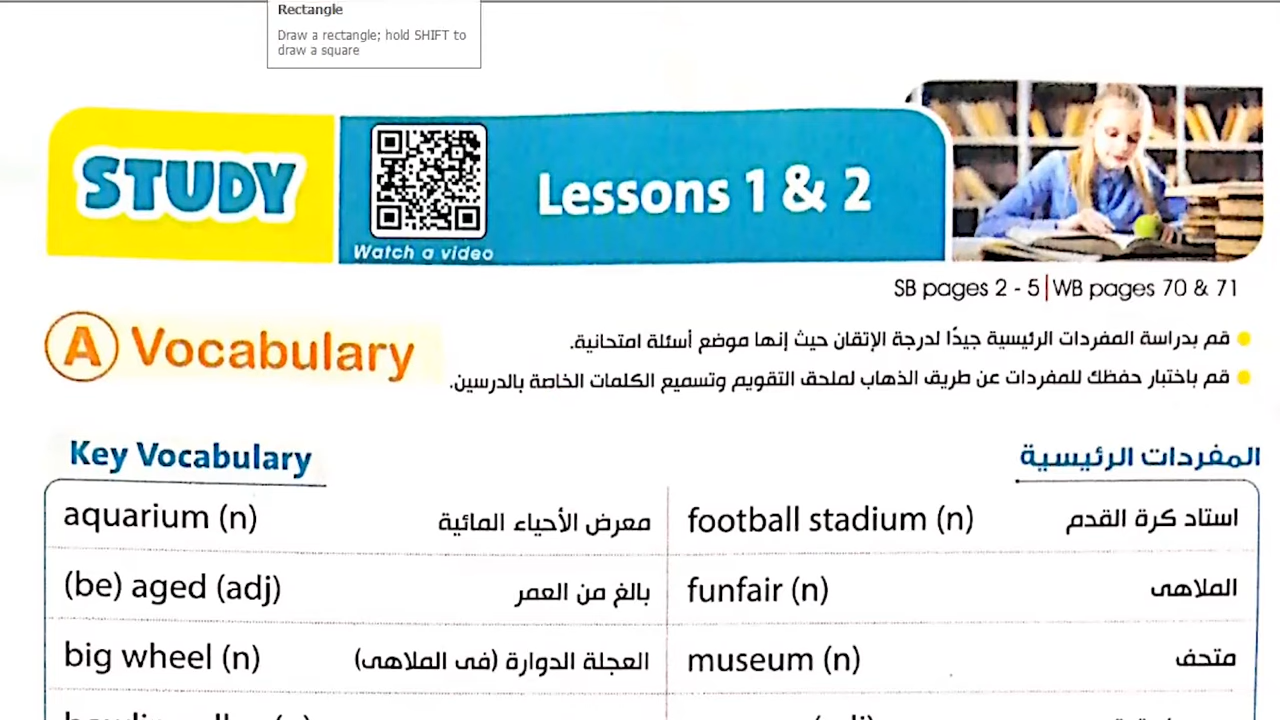 Rectangle
Draw a rectangle; hold SHIFT to
draw a square
STUDY
Watch a video
Lessons 1 & 2
SB pages 2 - 5 | WB pages 70 & 71
A Vocabulary
قم بدراسة المفردات الرئيسية جيدًا لدرجة الإتقان حيث إنها موضع أسئلة امتحانية.
قم باختبار حفظك للمفردات عن طريق الذهاب لملحق التقويم وتسميع الكلمات الخاصة بالدرسين.
Key Vocabulary المفردات الرئيسية
aquarium (n) معرض الأحياء المائية football stadium (n) استاد كرة القدم
(be) aged (adj) بالغ من العمر funfair (n) الملاهى
big wheel (n) العجلة الدوارة (فى الملاهى) museum (n) متحف